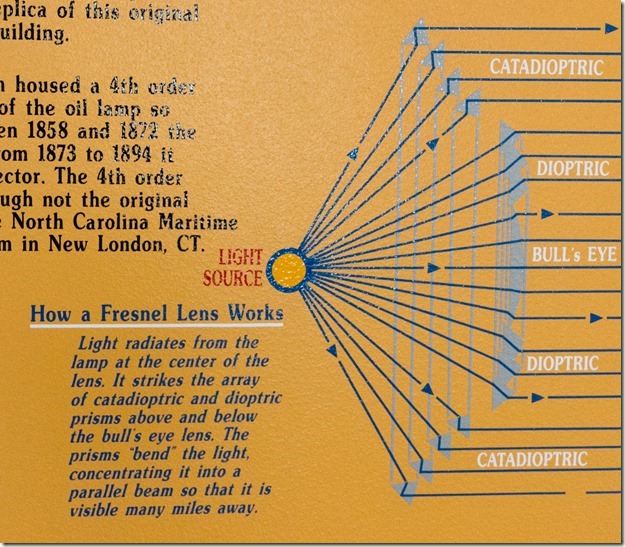 plica of this original
uilding.
n housed a 4th order
of the oil lamp so
en 1858 and 1872 the
rom 1873 to 1894 it
ector. The 4th order
ugh not the original
e North Carolina Maritime
m in New London, CT.
CATADIOPTRIC
DIOPTRIC
BULL's EYE
DIOPTRIC
CATADIOPTRIC
LIGHT
SOURCE
How a Fresnel Lens Works
Light radiates from the
lamp at the center of the
lens. It strikes the array
of catadioptric and dioptric
prisms above and below
the bull's eye lens. The
prisms "bend" the light,
concentrating it into a
parallel beam so that it is
visible many miles away.